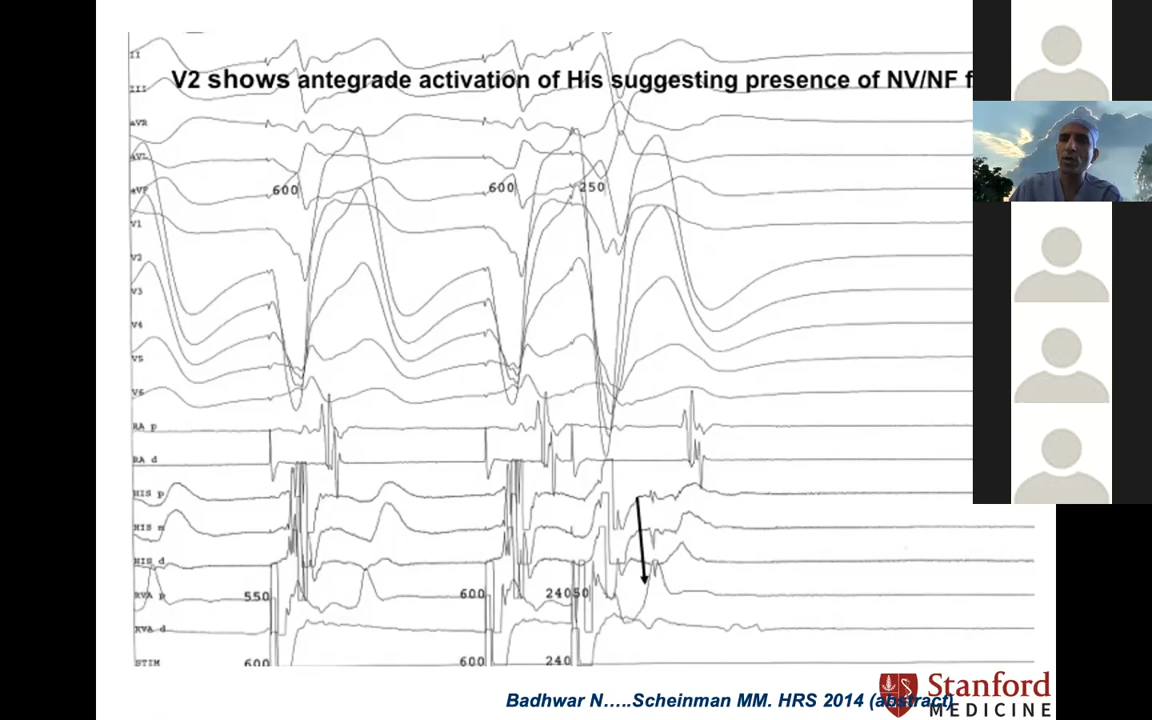 II
V2 shows antegrade activation of His suggesting presence of NV/NF f
III
aVR
aVL
aVF
600
600
250
V1
V2
V3
V4
V5
V6
RA p
RA d
HIS p
HIS m
HIS d
RVA p
550
600
RVA d
STIM
600
600
240
Badhwar N…..Scheinman MM. HRS 2014 (abstract)
Stanford
MEDICINE